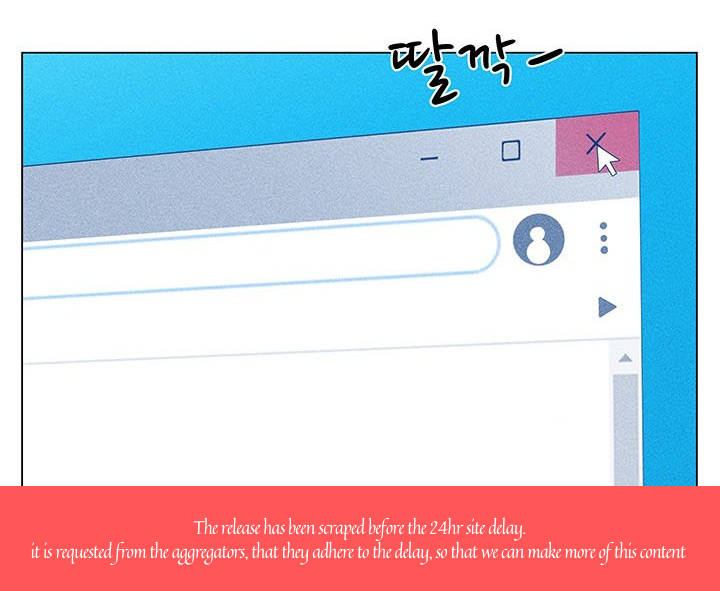 딸깍-
The release has been scraped before the 24hr site delay.
it is requested from the aggregators, that they adhere to the delay, so that we can make more of this content